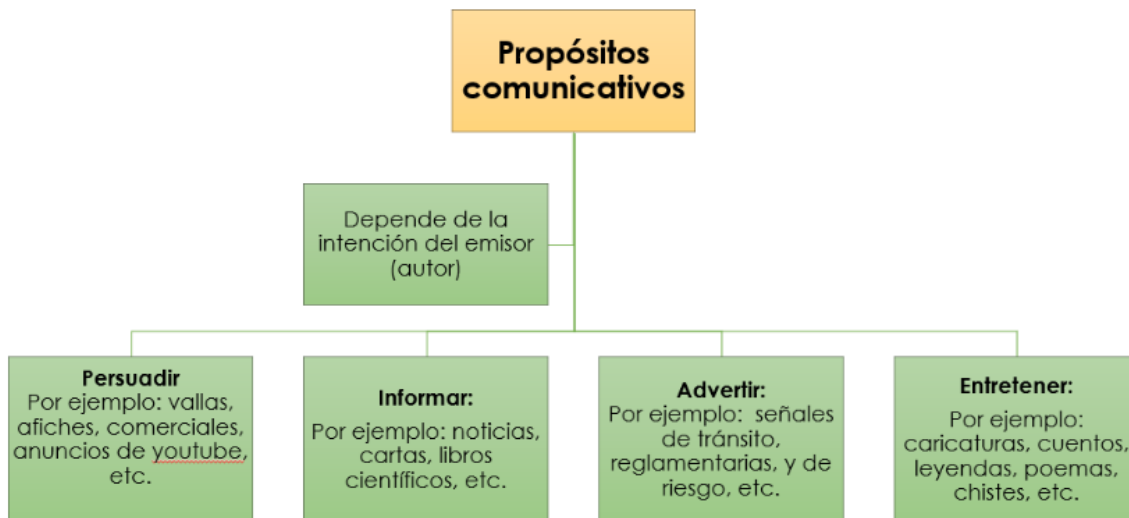 Propósitos
comunicativos
Depende de la
intención del emisor
(autor)
Persuadir
Por ejemplo: vallas,
afiches, comerciales,
anuncios de youtube,
etc.
Informar:
Por ejemplo: noticias,
cartas, libros
científicos, etc.
Advertir:
Por ejemplo: señales
de tránsito,
reglamentarias, y de
riesgo, etc.
Entretener:
Por ejemplo:
caricaturas, cuentos,
leyendas, poemas,
chistes, etc.